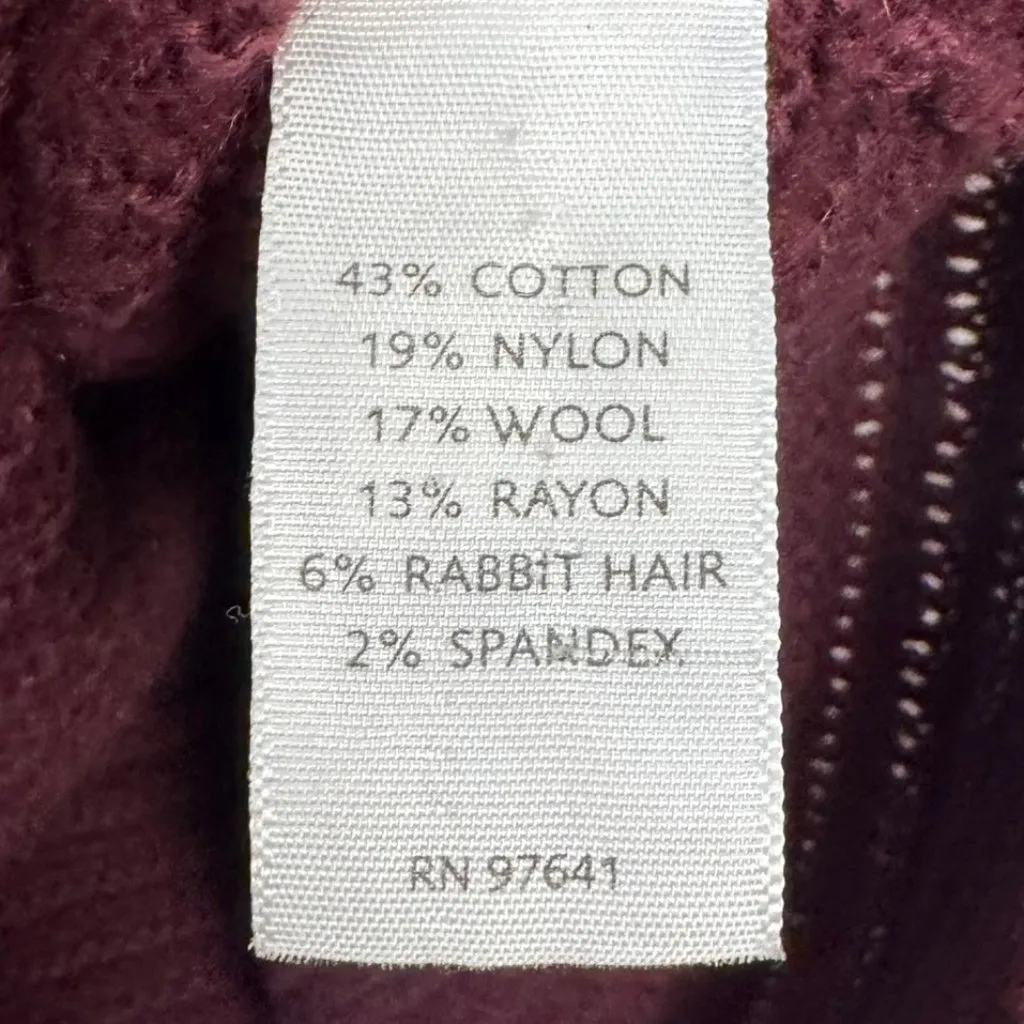 43% COTTON
19% NYLON
17% WOOL
13% RAYON
6% RABBIT HAIR
2% SPANDEX
RN 97641